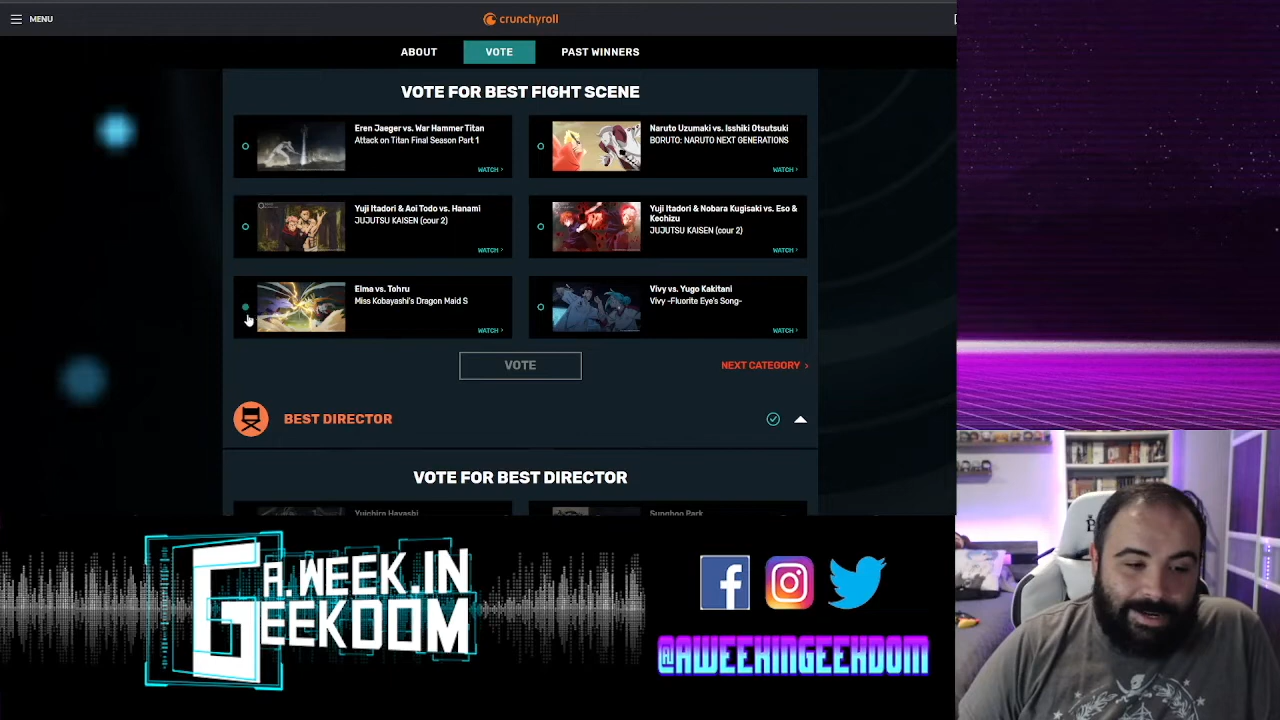 MENU
crunchyroll
ABOUT
VOTE
PAST WINNERS
VOTE FOR BEST FIGHT SCENE
Eren Jaeger vs. War Hammer Titan
Attack on Titan Final Season Part 1
WATCH >
Naruto Uzumaki vs. Isshiki Otsutsuki
BORUTO: NARUTO NEXT GENERATIONS
WATCH >
Yuji Itadori & Aoi Todo vs. Hanami
JUJUTSU KAISEN (cour 2)
WATCH >
Yuji Itadori & Nobara Kugisaki vs. Eso &
Kechizu
JUJUTSU KAISEN (cour 2)
WATCH >
Elma vs. Tohru
Miss Kobayashi's Dragon Maid S
WATCH >
Vivy vs. Yugo Kakitani
Vivy -Fluorite Eye's Song-
WATCH >
VOTE
NEXT CATEGORY >
BEST DIRECTOR
VOTE FOR BEST DIRECTOR
Yuichiro Hayashi
Sunghoo Park
A.WEEK.IN
GEEKDOM
@AWEEKINGEEKDOM